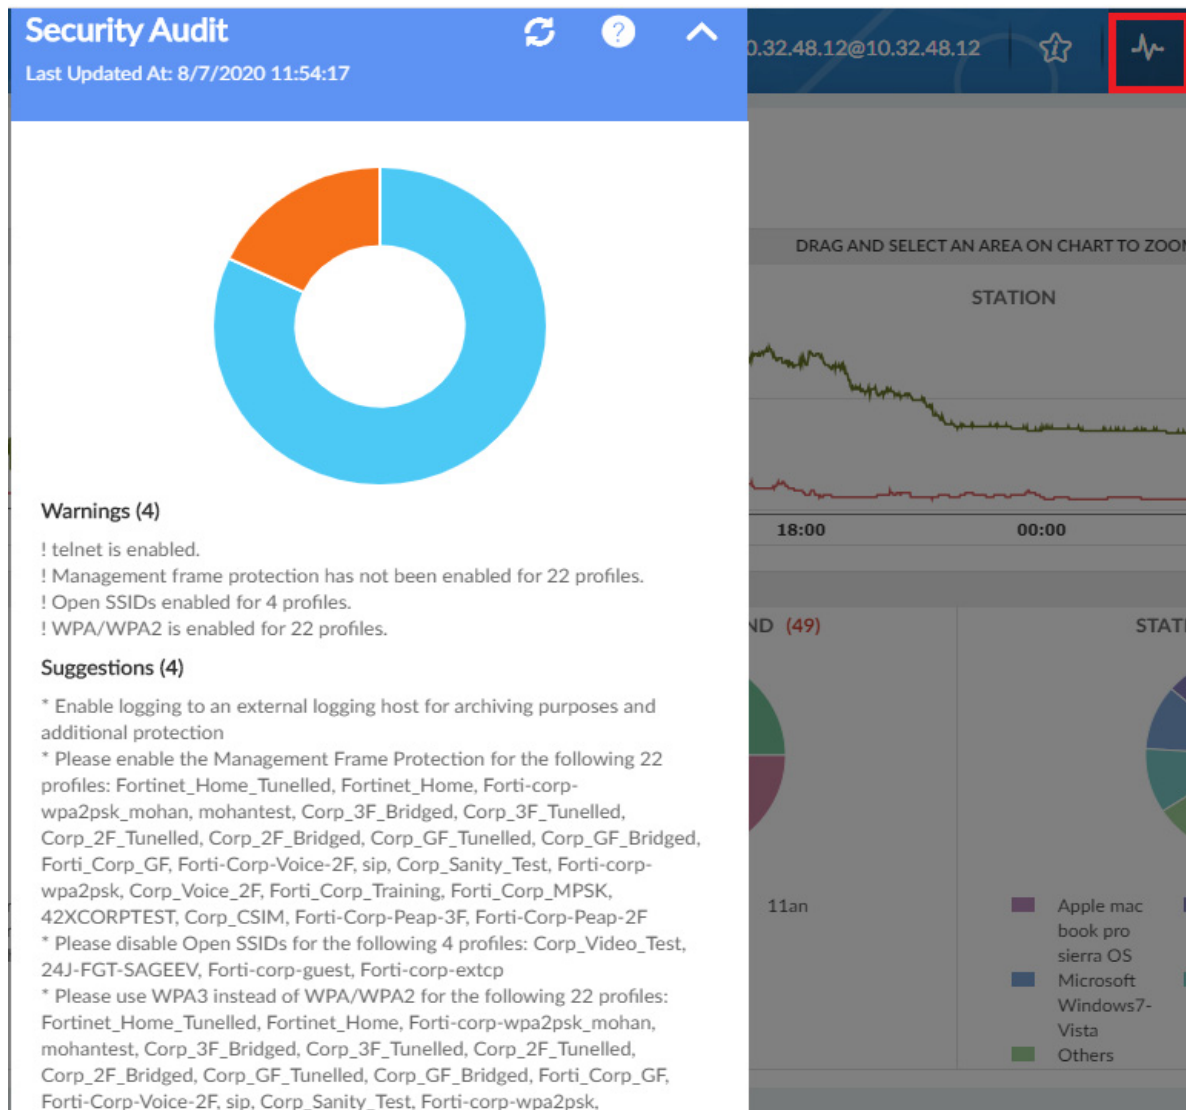 Security Audit
Last Updated At: 8/7/2020 11:54:17
?
0.32.48.12@10.32.48.12
DRAG AND SELECT AN AREA ON CHART TO ZOOM
STATION
18:00
00:00
Warnings (4)
! telnet is enabled.
! Management frame protection has not been enabled for 22 profiles.
! Open SSIDs enabled for 4 profiles.
! WPA/WPA2 is enabled for 22 profiles.
Suggestions (4)
* Enable logging to an external logging host for archiving purposes and
additional protection
* Please enable the Management Frame Protection for the following 22
profiles: Fortinet_Home_Tunelled, Fortinet_Home, Forti-corp-
wpa2psk_mohan, mohantest, Corp_3F_Bridged, Corp_3F_Tunelled,
Corp_2F_Tunelled, Corp_2F_Bridged, Corp_GF_Tunelled, Corp_GF_Bridged,
Forti_Corp_GF, Forti-Corp-Voice-2F, sip, Corp_Sanity_Test, Forti-corp-
wpa2psk, Corp_Voice_2F, Forti_Corp_Training, Forti_Corp_MPSK,
42XCORPTEST, Corp_CSIM, Forti-Corp-Peap-3F, Forti-Corp-Peap-2F
* Please disable Open SSIDs for the following 4 profiles: Corp_Video_Test,
24J-FGT-SAGEEV, Forti-corp-guest, Forti-corp-extcp
* Please use WPA3 instead of WPA/WPA2 for the following 22 profiles:
Fortinet_Home_Tunelled, Fortinet_Home, Forti-corp-wpa2psk_mohan,
mohantest, Corp_3F_Bridged, Corp_3F_Tunelled, Corp_2F_Tunelled,
Corp_2F_Bridged, Corp_GF_Tunelled, Corp_GF_Bridged, Forti_Corp_GF,
Forti-Corp-Voice-2F, sip, Corp_Sanity_Test, Forti-corp-wpa2psk,
ND (49)
STATI
11an
Apple mac
book pro
sierra OS
Microsoft
Windows7-
Vista
Others